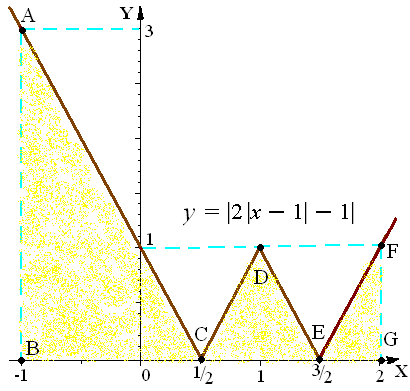 A
Y
3
y = |2|x − 1| − 1|
1
F
D
C
E
B
G
-1
0
1/2
1
3/2
2
X